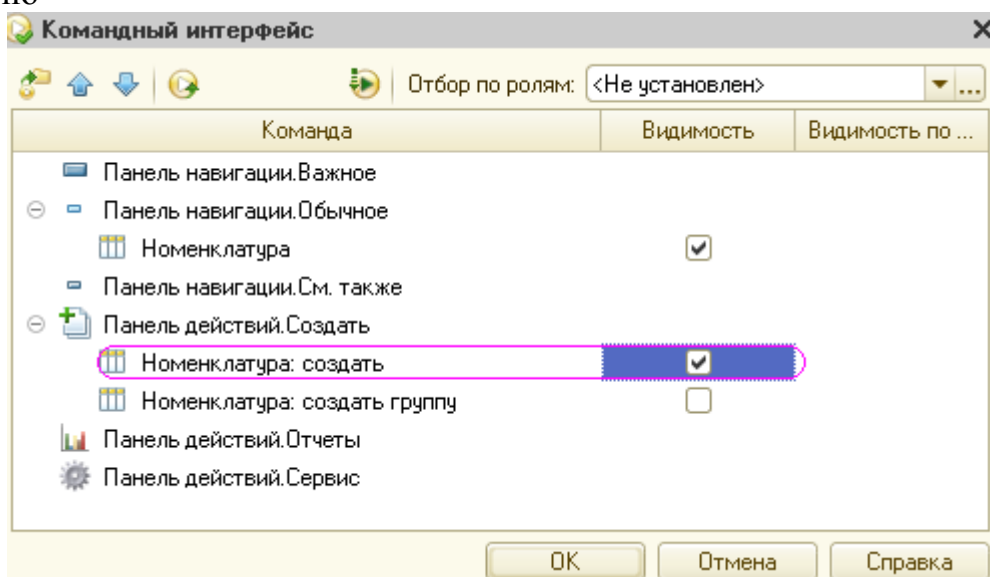 Командный интерфейс
Отбор по ролям: <Не установлен> ...
Команда Видимость Видимость по ...
Панель навигации.Важное
Панель навигации.Обычное
Номенклатура
Панель навигации.См. также
Панель действий.Создать
Номенклатура: создать
Номенклатура: создать группу
Панель действий.Отчеты
Панель действий.Сервис
OK Отмена Справка